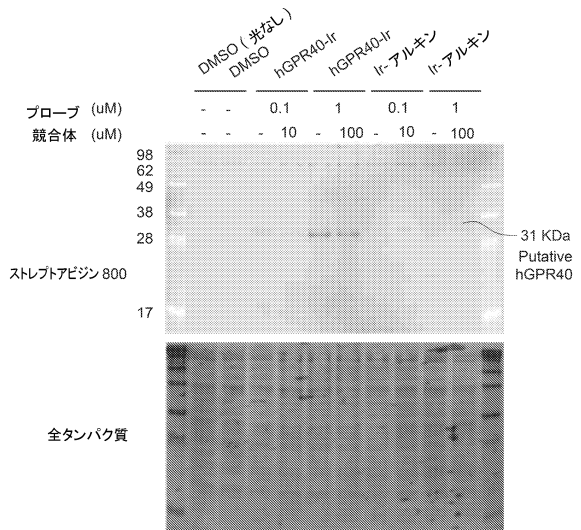 DMSO ( 光なし )
DMSO
hGPR40-Ir
hGPR40-Ir
Ir- アルキン
Ir- アルキン
プローブ (uM) - - 0.1 1 0.1 1
競合体 (uM) - - - 10 - 100 - 10 - 100
98
62
49
38
28
17
31 KDa
Putative
hGPR40
ストレプトアビジン 800
全タンパク質